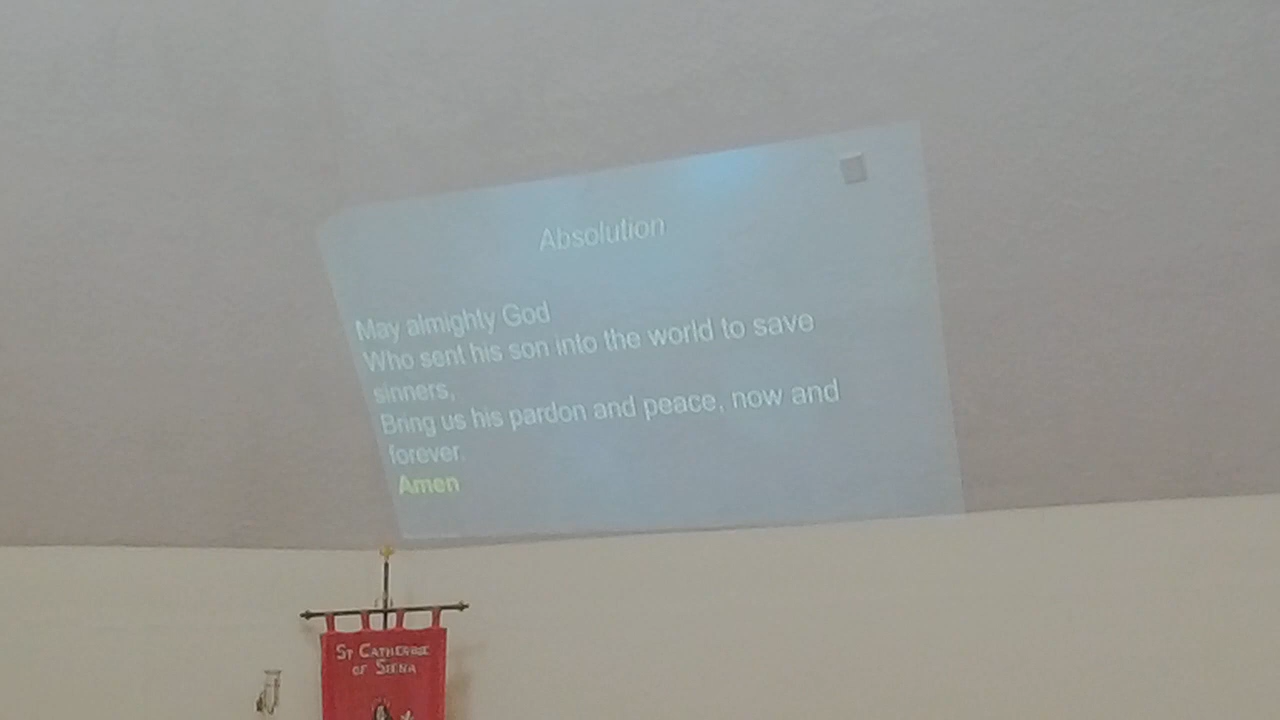 Absolution
May almighty God
Who sent his son into the world to save
sinners,
Bring us his pardon and peace, now and
forever.
Amen
ST CATHERINE
OF SIENA